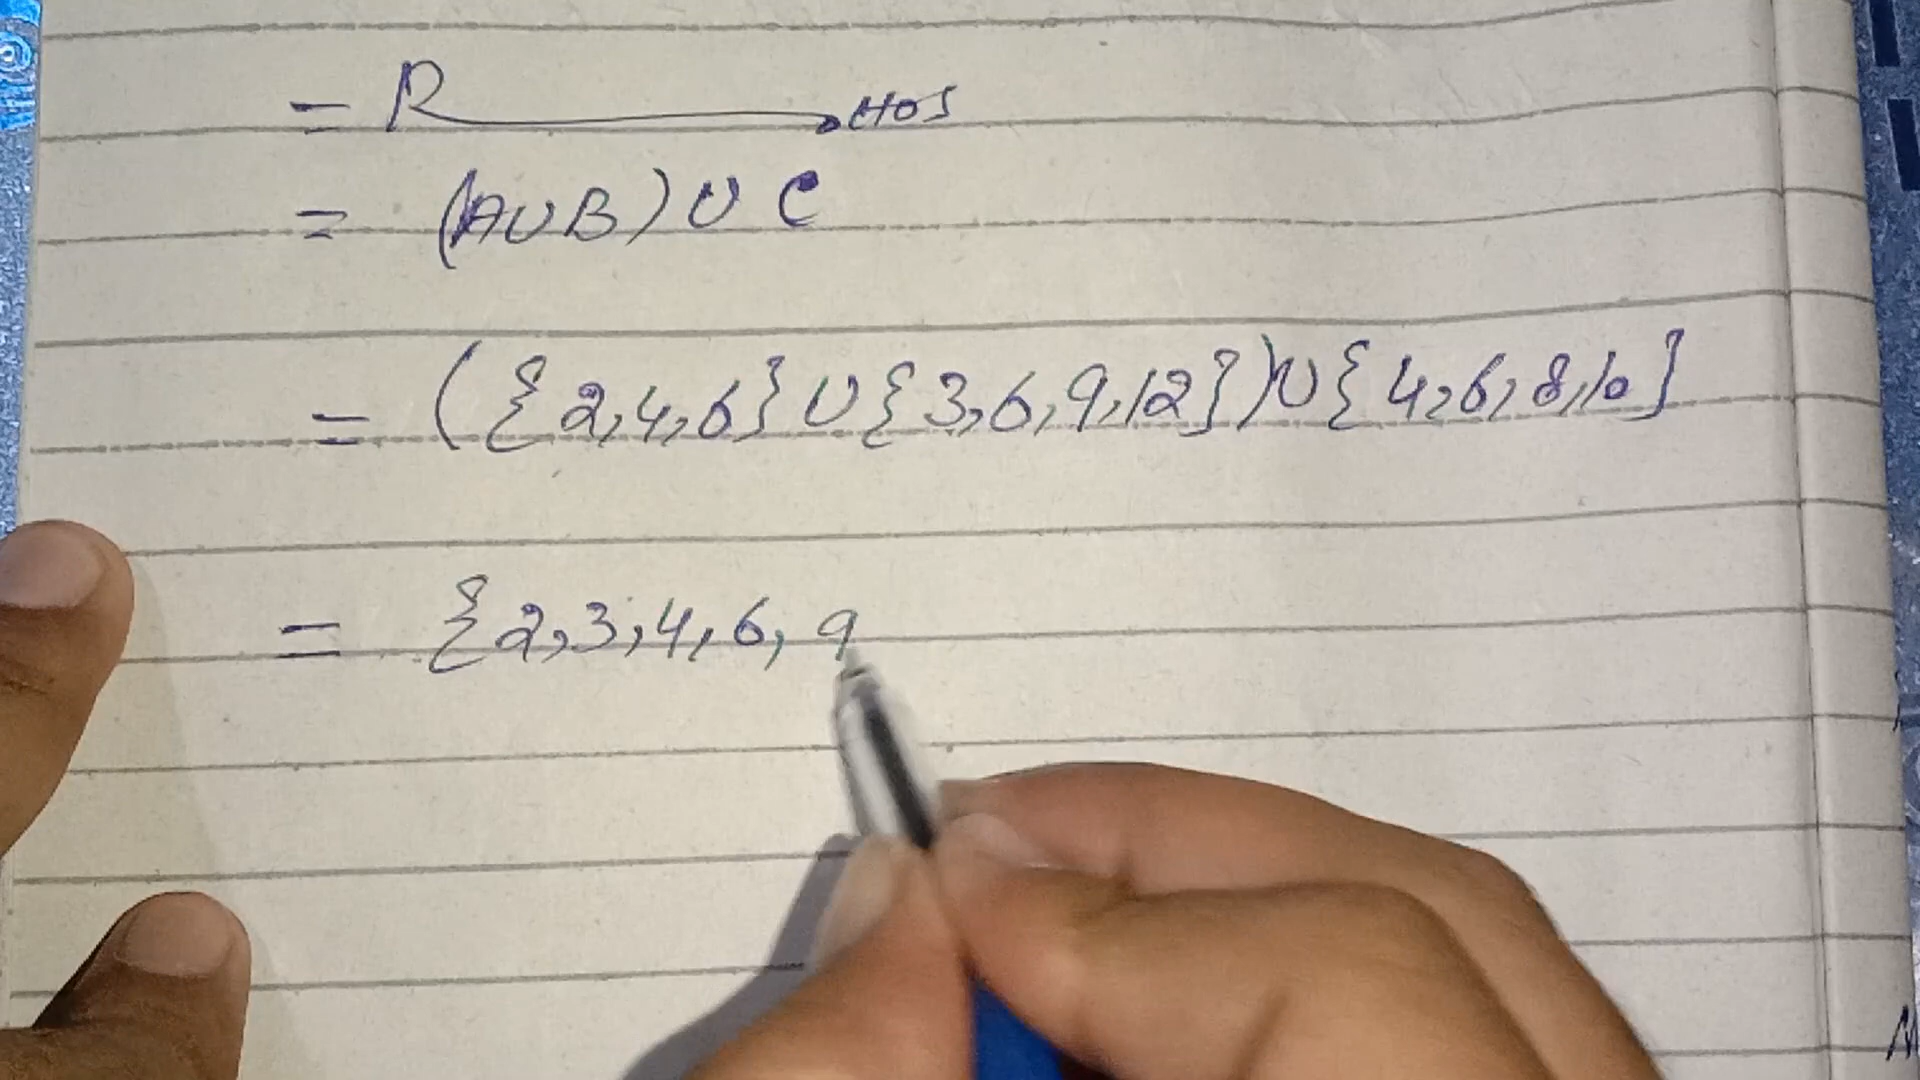 = R HOS
= (A∪B)∪C
= ({2,4,6}∪{3,6,9,12})∪{4,6,8,10}
= {2,3,4,6,9